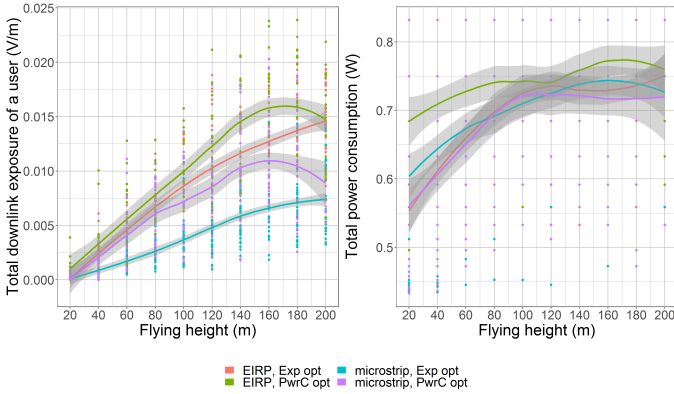 Total downlink exposure of a user (V/m)
0.025
0.020
0.015
0.010
0.005
0.000
20 40 60 80 100 120 140 160 180 200
Flying height (m)
Total power consumption (W)
0.8
0.7
0.6
0.5
20 40 60 80 100 120 140 160 180 200
Flying height (m)
EIRP, Exp opt
EIRP, PwrC opt
microstrip, Exp opt
microstrip, PwrC opt